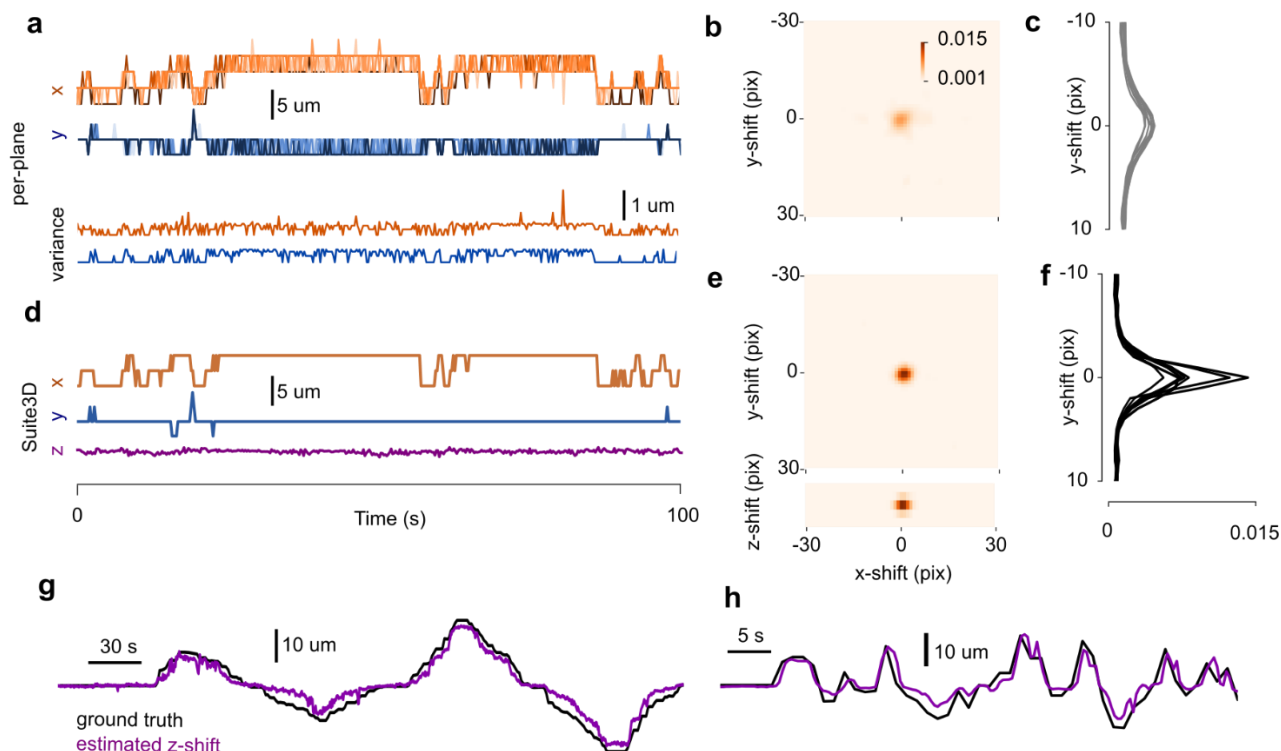 a
per-plane
x
5 um
y
variance
1 um
b
-30
0
30
y-shift (pix)
0.015
0.001
c
-10
0
10
y-shift (pix)
d
Suite3D
x
5 um
y
z
0
Time (s)
100
e
-30
0
30
y-shift (pix)
z-shift (pix)
-30
0
30
x-shift (pix)
f
-10
0
10
y-shift (pix)
0
0.015
g
30 s
10 um
ground truth
estimated z-shift
h
5 s
10 um